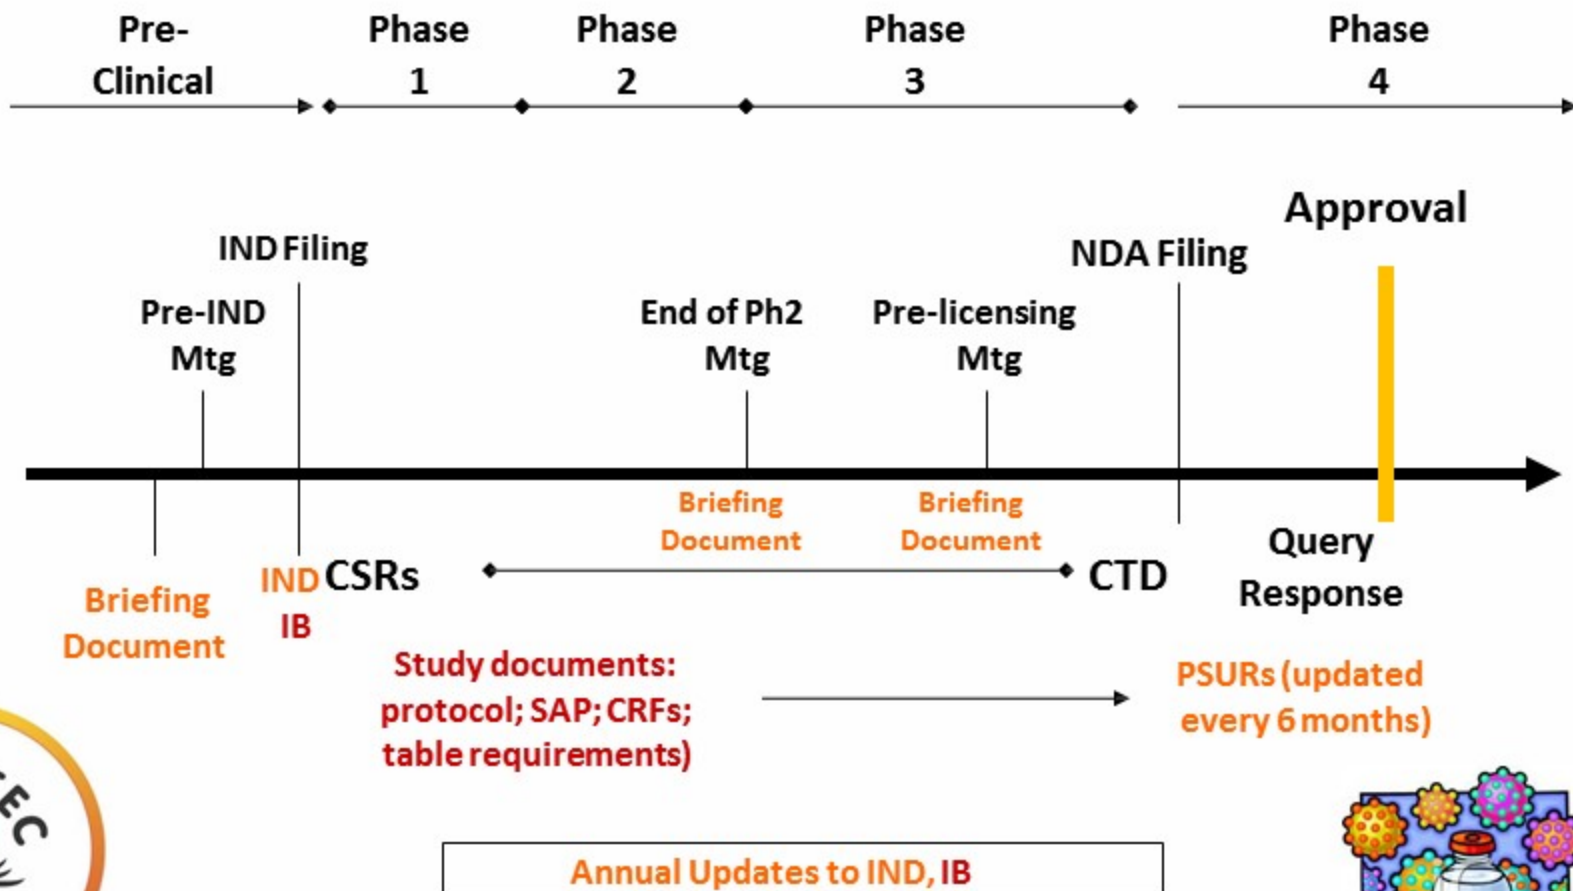 Pre-
Clinical
Phase
1
Phase
2
Phase
3
Phase
4
Approval
IND Filing
NDA Filing
Pre-IND
Mtg
End of Ph2
Mtg
Pre-licensing
Mtg
Briefing
Document
Briefing
Document
Query
Response
Briefing
Document
IND
IB
CSRs
CTD
Study documents:
protocol; SAP; CRFs;
table requirements)
PSURs (updated
every 6 months)
EC
Annual Updates to IND, IB